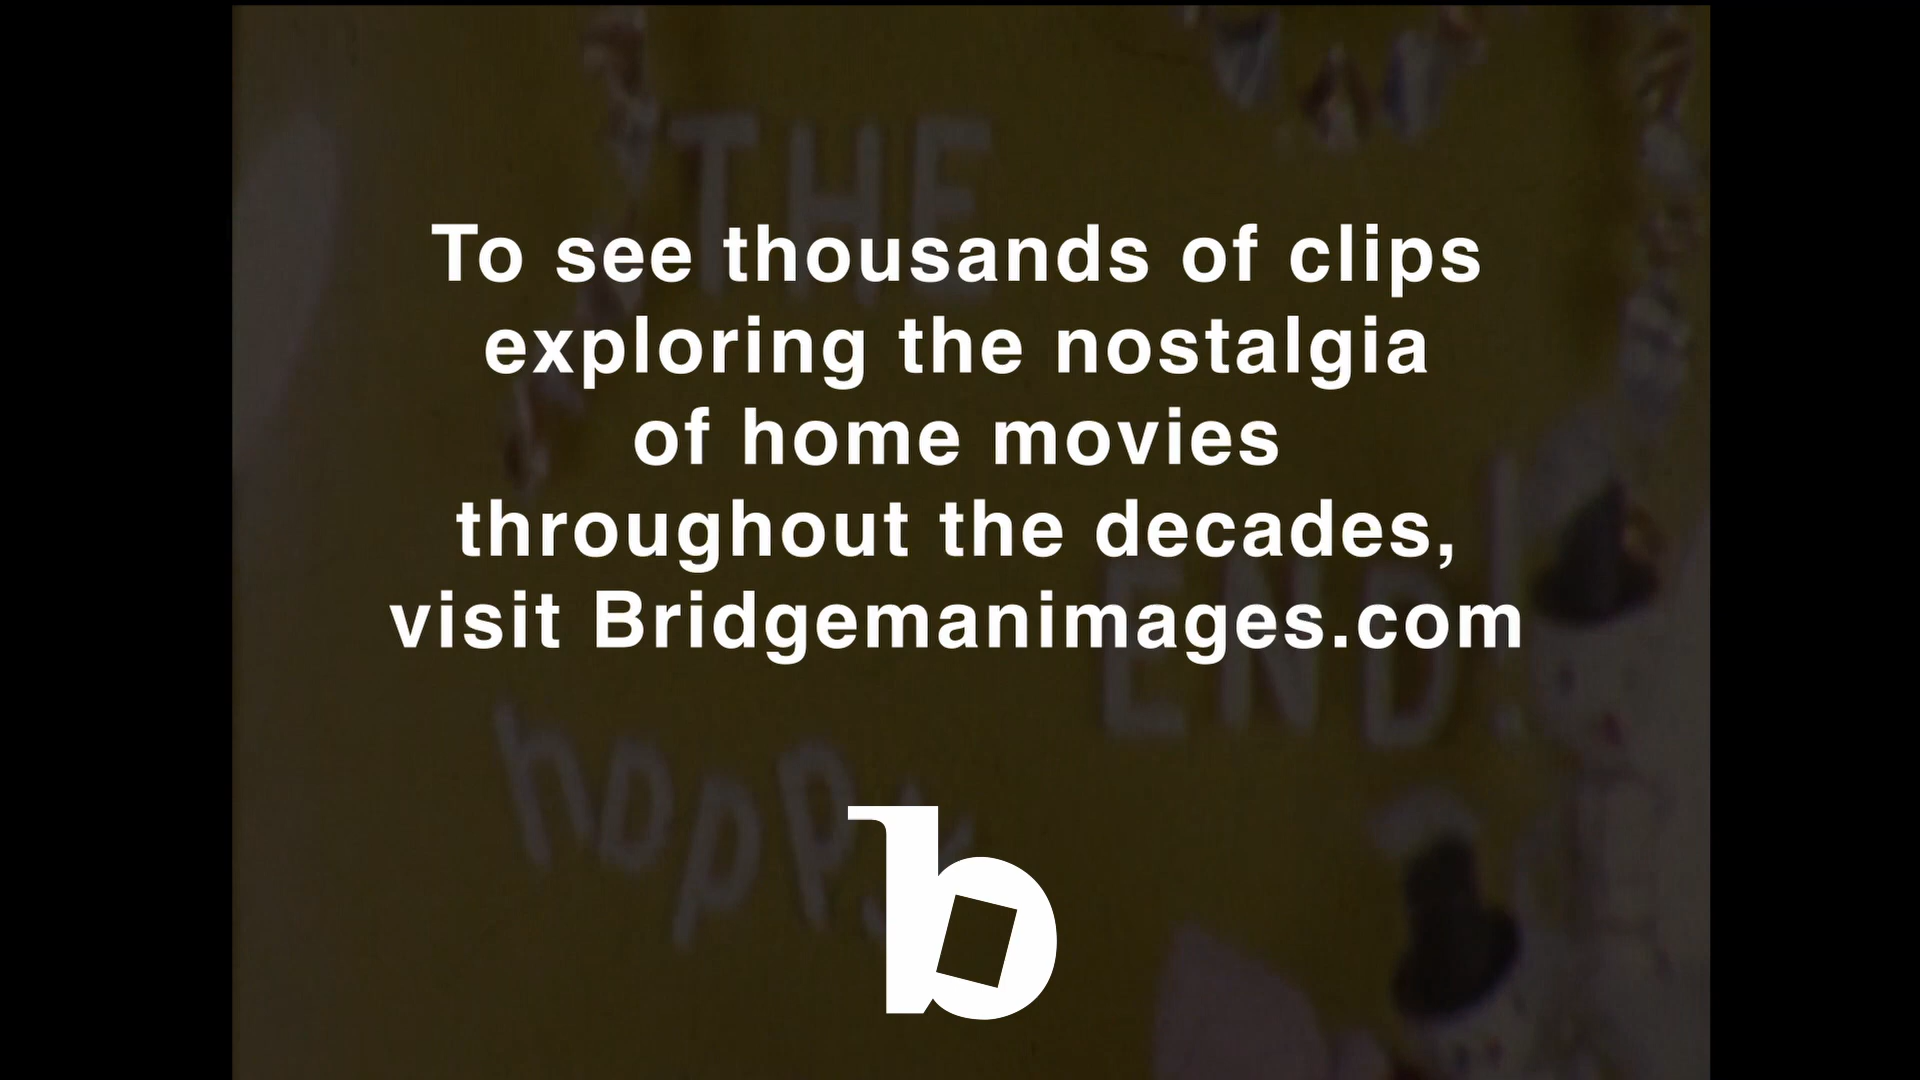 THE
To see thousands of clips
exploring the nostalgia
of home movies
throughout the decades,
visit Bridgemanimages.com
END!
happy
b